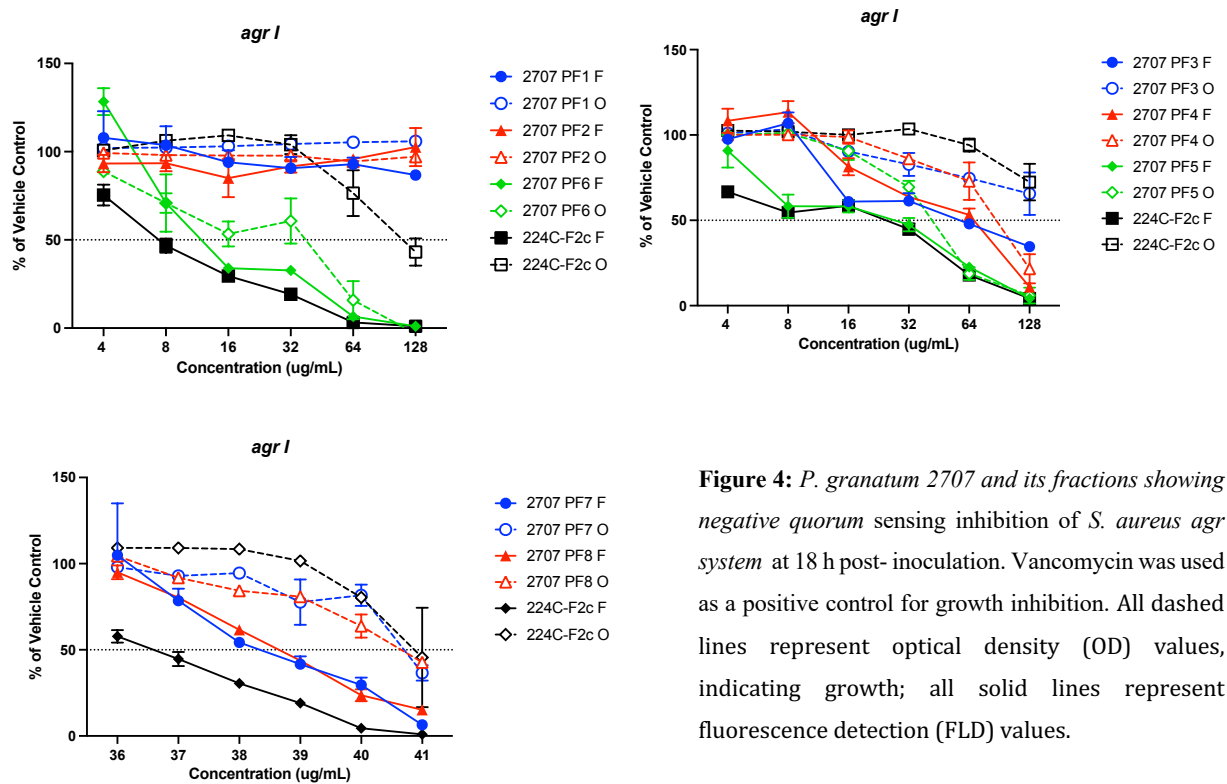 agr I
150
100
50
0
% of Vehicle Control
4 8 16 32 64 128
Concentration (ug/mL)
2707 PF1 F
2707 PF1 O
2707 PF2 F
2707 PF2 O
2707 PF6 F
2707 PF6 O
224C-F2c F
224C-F2c O
agr I
150
100
50
0
% of Vehicle Control
4 8 16 32 64 128
Concentration (ug/mL)
2707 PF3 F
2707 PF3 O
2707 PF4 F
2707 PF4 O
2707 PF5 F
2707 PF5 O
224C-F2c F
224C-F2c O
agr I
150
100
50
0
% of Vehicle Control
36 37 38 39 40 41
Concentration (ug/mL)
2707 PF7 F
2707 PF7 O
2707 PF8 F
2707 PF8 O
224C-F2c F
224C-F2c O
Figure 4: P. granatum 2707 and its fractions showing
negative quorum sensing inhibition of S. aureus agr
system at 18 h post- inoculation. Vancomycin was used
as a positive control for growth inhibition. All dashed
lines represent optical density (OD) values,
indicating growth; all solid lines represent
fluorescence detection (FLD) values.